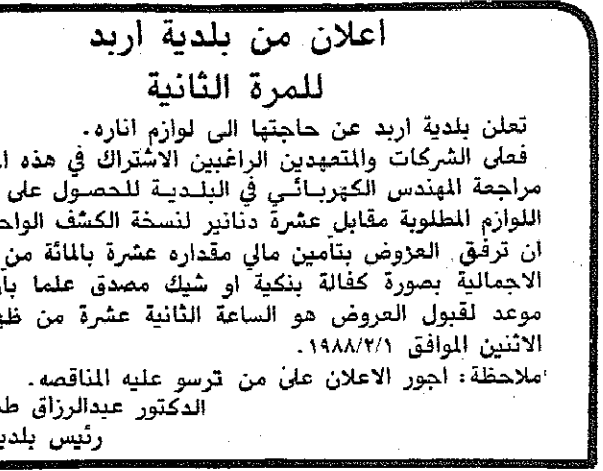 اعلان من بلدية اربد
للمرة الثانية
تعلن بلدية اربد عن حاجتها الى لوازم اناره.
فعلى الشركات والمتعهدين الراغبين الاشتراك في هذه
مراجعة المهندس الكهربائي في البلدية للحصول على
اللوازم المطلوبة مقابل عشرة دنانير لنسخة الكشف
ان ترفق العروض بتأمين مالي مقداره عشرة بالمائة من
الاجمالية بصورة كفالة بنكية او شيك مصدق علما
موعد لقبول العروض هو الساعة الثانية عشرة من
الاثنين الموافق ١٩٨٨/٢/١.
ملاحظة: اجور الاعلان على من ترسو عليه المناقصه.
الدكتور عبدالرزاق
رئيس